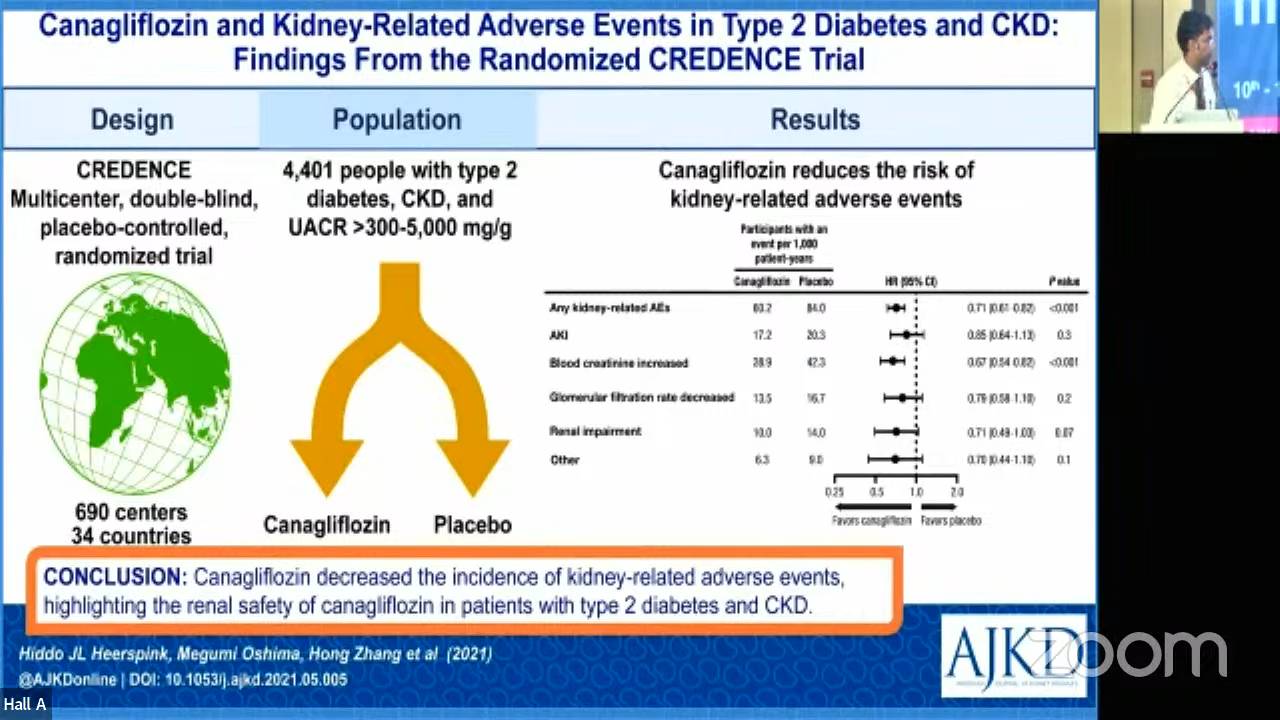 Canagliflozin and Kidney-Related Adverse Events in Type 2 Diabetes and CKD:
Findings From the Randomized CREDENCE Trial
Design
Population
Results
CREDENCE
Multicenter, double-blind,
placebo-controlled,
randomized trial
690 centers
34 countries
4,401 people with type 2
diabetes, CKD, and
UACR >300-5,000 mg/g
Canagliflozin Placebo
Canagliflozin reduces the risk of
kidney-related adverse events
Participants with an
event per 1,000
patient-years
Canagliflozin Placebo HR (95% CI) P value
Any kidney-related AEs 60.2 84.0 0.71 (0.61-0.82) <0.001
AKI 17.2 20.3 0.85 (0.64-1.13) 0.3
Blood creatinine increased 28.9 42.3 0.67 (0.54-0.82) <0.001
Glomerular filtration rate decreased 13.5 16.7 0.79 (0.58-1.10) 0.2
Renal impairment 10.0 14.0 0.71 (0.49-1.03) 0.07
Other 6.3 9.0 0.70 (0.44-1.10) 0.1
0.25 0.5 1.0 2.0
Favors canagliflozin Favors placebo
CONCLUSION: Canagliflozin decreased the incidence of kidney-related adverse events,
highlighting the renal safety of canagliflozin in patients with type 2 diabetes and CKD.
Hiddo JL Heerspink, Megumi Oshima, Hong Zhang et al (2021)
@AJKDonline | DOI: 10.1053/j.ajkd.2021.05.005
AJKD
zoom
Hall A
10th -